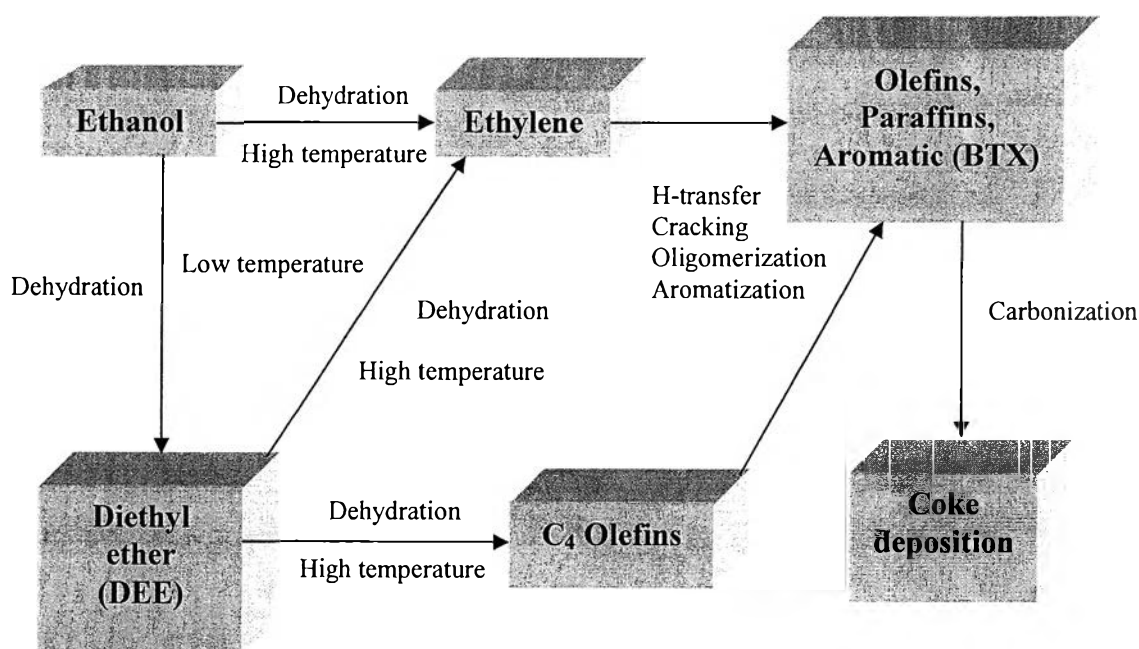 Ethanol
Dehydration
High temperature
Ethylene
Olefins,
Paraffins,
Aromatic (BTX)
H-transfer
Cracking
Oligomerization
Aromatization
Dehydration
Low temperature
Dehydration
High temperature
Carbonization
Diethyl
ether
(DEE)
Dehydration
High temperature
C₄ Olefins
Coke
deposition